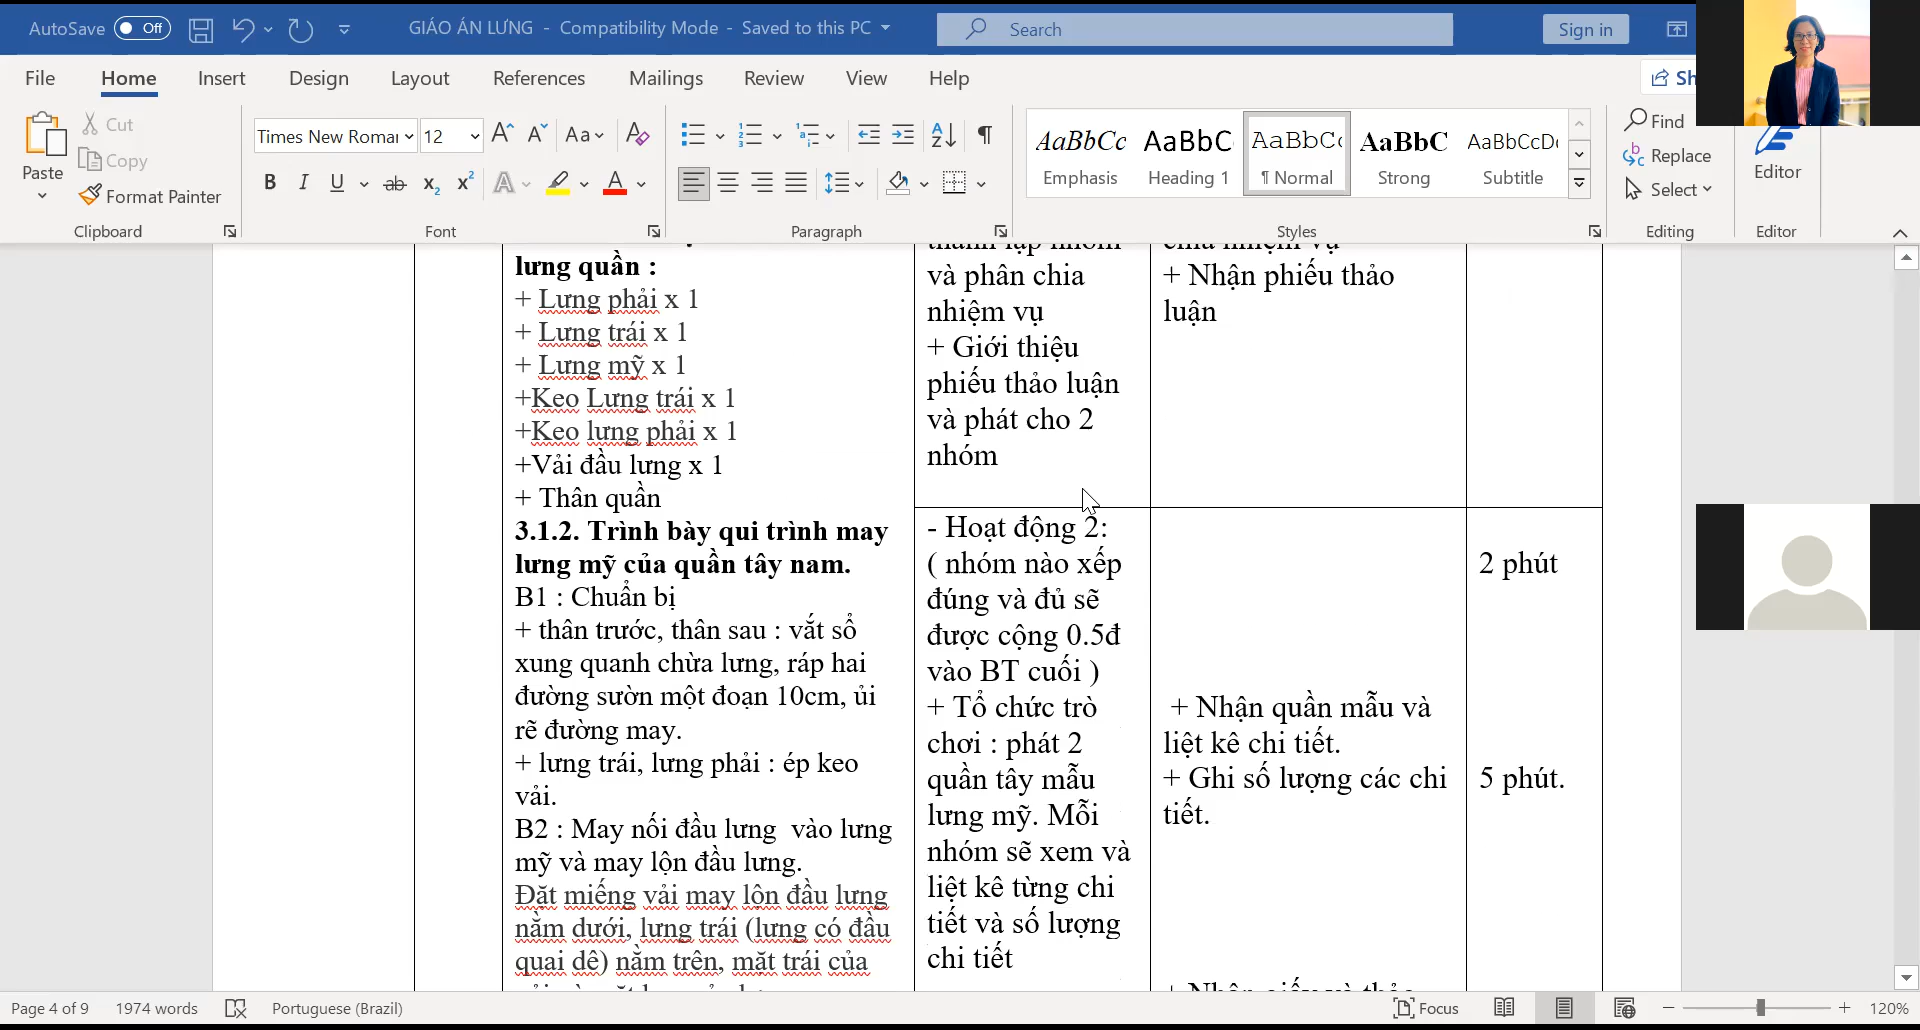 AutoSave Off GIÁO ÁN LƯNG - Compatibility Mode - Saved to this PC Search Sign in
File Home Insert Design Layout References Mailings Review View Help Sh
Paste
Cut
Copy
Format Painter
Clipboard
Times New Roma 12 Aa
Font
Paragraph
AaBbCc AaBbC AaBbCc AaBbC AaBbCcD
Emphasis Heading 1 ¶ Normal Strong Subtitle
Styles
Find
Replace
Select
Editing
Editor
Editor
lưng quần :
+ Lưng phải x 1
+ Lưng trái x 1
+ Lưng mỹ x 1
+Keo Lưng trái x 1
+Keo lưng phải x 1
+Vải đầu lưng x 1
+ Thân quần
3.1.2. Trình bày qui trình may
lưng mỹ của quần tây nam.
B1 : Chuẩn bị
+ thân trước, thân sau : vắt sổ
xung quanh chừa lưng, ráp hai
đường sườn một đoạn 10cm, ủi
rẽ đường may.
+ lưng trái, lưng phải : ép keo
vải.
B2 : May nối đầu lưng vào lưng
mỹ và may lộn đầu lưng.
Đặt miếng vải may lộn đầu lưng
nằm dưới, lưng trái (lưng có đầu
quai dê) nằm trên, mặt trái của
thành lập nhóm
và phân chia
nhiệm vụ
+ Giới thiệu
phiếu thảo luận
và phát cho 2
nhóm
- Hoạt động 2:
( nhóm nào xếp
đúng và đủ sẽ
được cộng 0.5đ
vào BT cuối )
+ Tổ chức trò
chơi : phát 2
quần tây mẫu
lưng mỹ. Mỗi
nhóm sẽ xem và
liệt kê từng chi
tiết và số lượng
chi tiết
chia nhiệm vụ
+ Nhận phiếu thảo
luận
+ Nhận quần mẫu và
liệt kê chi tiết.
+ Ghi số lượng các chi
tiết.
+ Nhận giấy và thảo
2 phút
5 phút.
Page 4 of 9 1974 words Portuguese (Brazil) Focus 120%